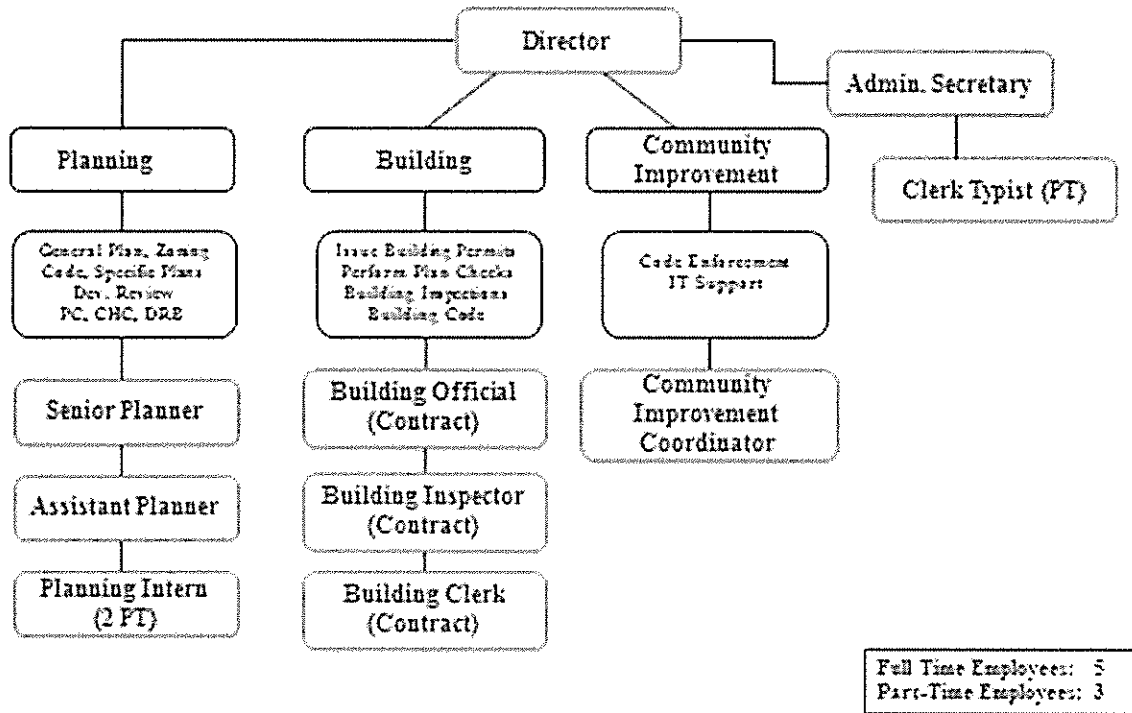 Director
Admin. Secretary
Clerk Typist (PT)
Planning
Building
Community
Improvement
General Plan, Zoning
Code, Specific Plans
Dev. Review
PC, CHC, DRB
Issue Building Permits
Perform Plan Checks
Building Inspections
Building Code
Code Enforcement
IT Support
Senior Planner
Building Official
(Contract)
Community
Improvement
Coordinator
Assistant Planner
Building Inspector
(Contract)
Planning Intern
(2 PT)
Building Clerk
(Contract)
Full Time Employees: 5
Part-Time Employees: 3